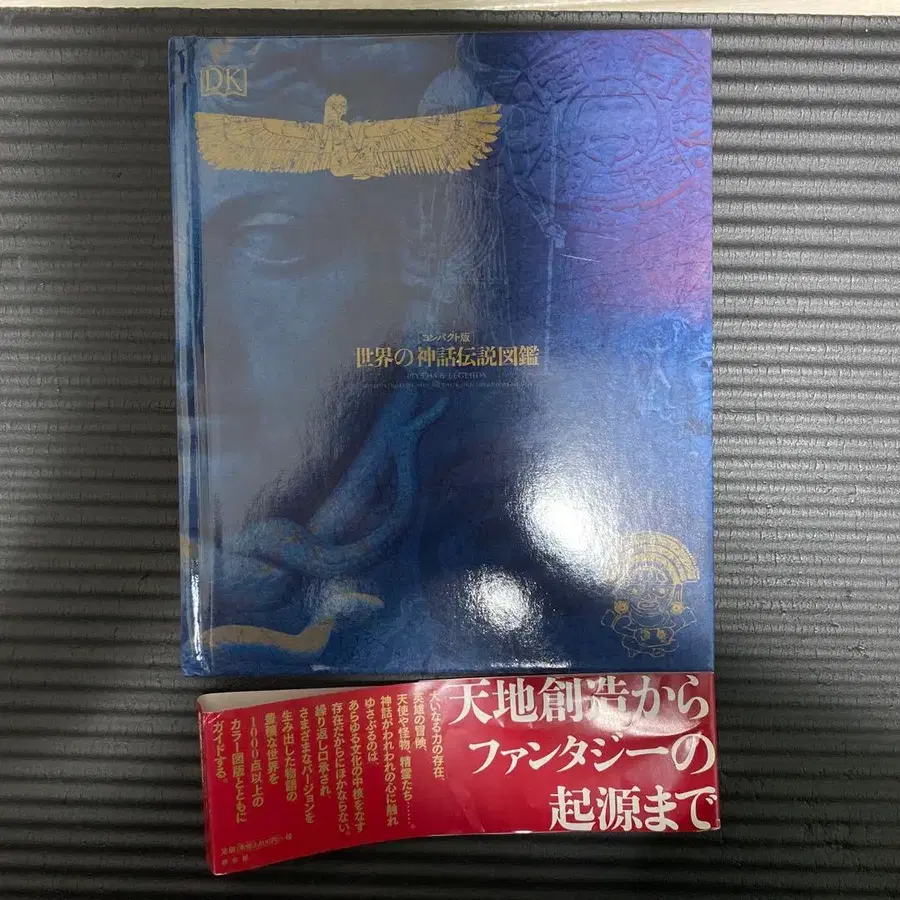 DK
[コンパクト版]
世界の神話伝説図鑑
MYTHS & LEGENDS
天地創造から
ファンタジーの
起源まで
大いなる力の存在、
英雄の冒険、
天使や怪物、精霊たち……。
神話がわれわれの心に触れ
ゆさぶるのは、
あらゆる文化の中核をなす
存在だからにほかならない。
繰り返し口承され、
さまざまなバージョンを
生み出した物語の
豊穣な世界を
1000点以上の
カラー図版とともに
ガイドする。